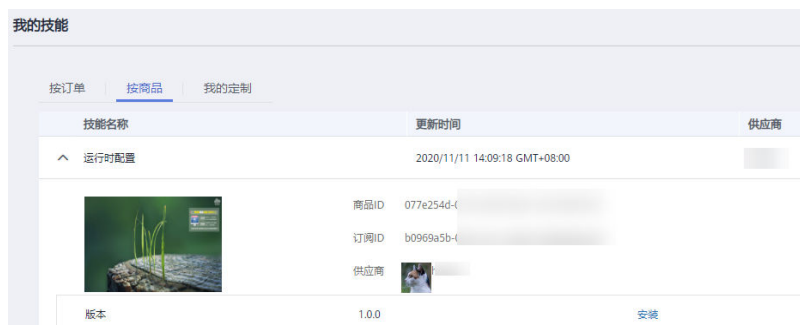 我的技能
按订单 按商品 我的定制
技能名称 更新时间 供应商
运行时配置 2020/11/11 14:09:18 GMT+08:00
商品ID 077e254d-
订阅ID b0969a5b-
供应商
版本 1.0.0 安装